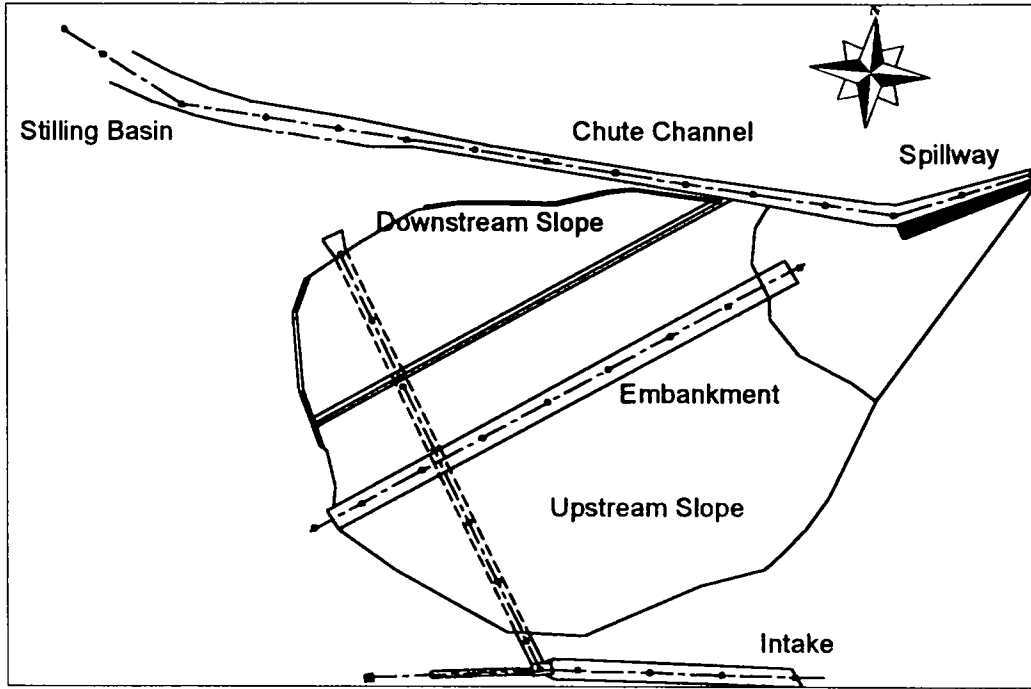 Stilling Basin
Chute Channel
Spillway
Downstream Slope
Embankment
Upstream Slope
Intake